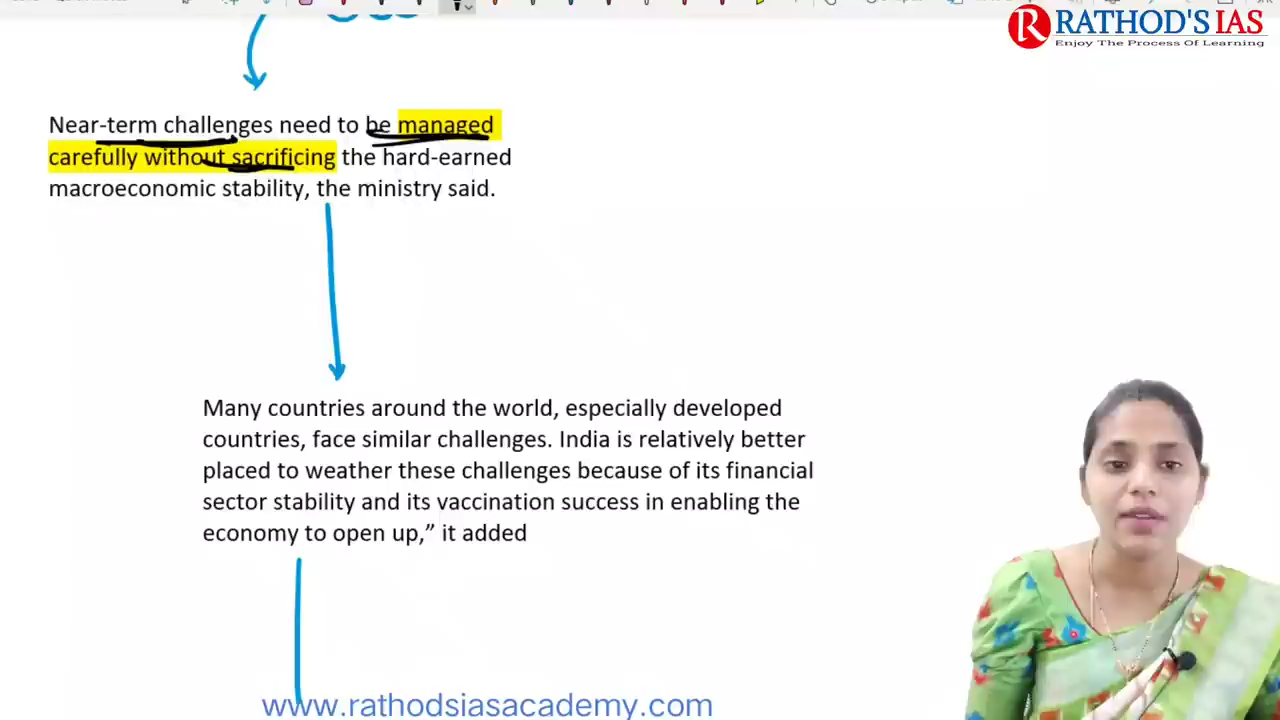 RATHOD'S IAS
Enjoy The Process Of Learning
Near-term challenges need to be managed
carefully without sacrificing the hard-earned
macroeconomic stability, the ministry said.
Many countries around the world, especially developed
countries, face similar challenges. India is relatively better
placed to weather these challenges because of its financial
sector stability and its vaccination success in enabling the
economy to open up,” it added
www.rathodsiasacademy.com